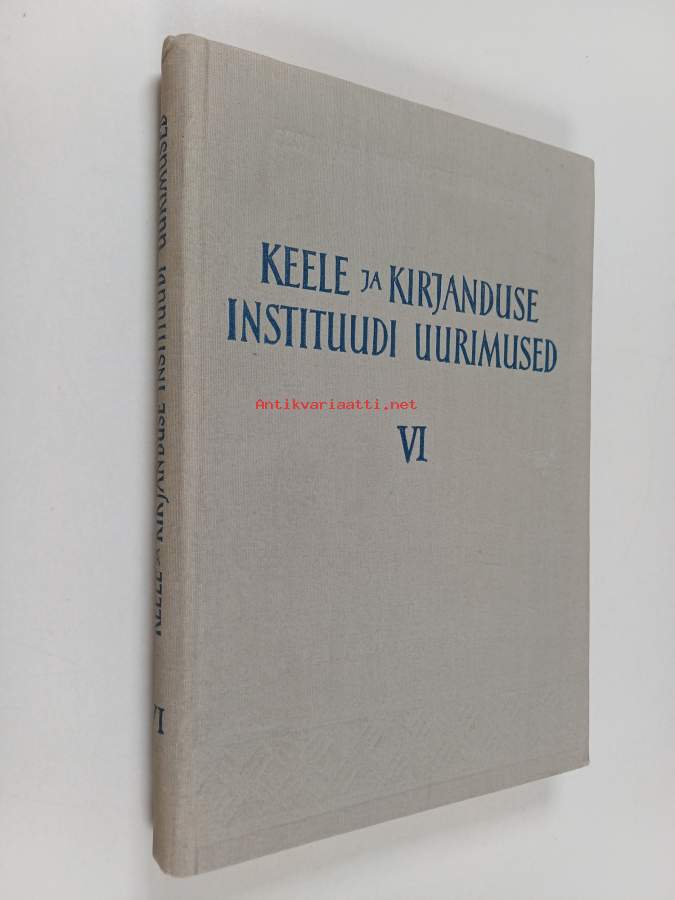 KEELE JA KIRJANDUSE
INSTITUUDI UURIMUSED
Antikvariaatti.net
VI
KEELE JA KIRJANDUSE INSTITUUDI UURIMUSED
VI